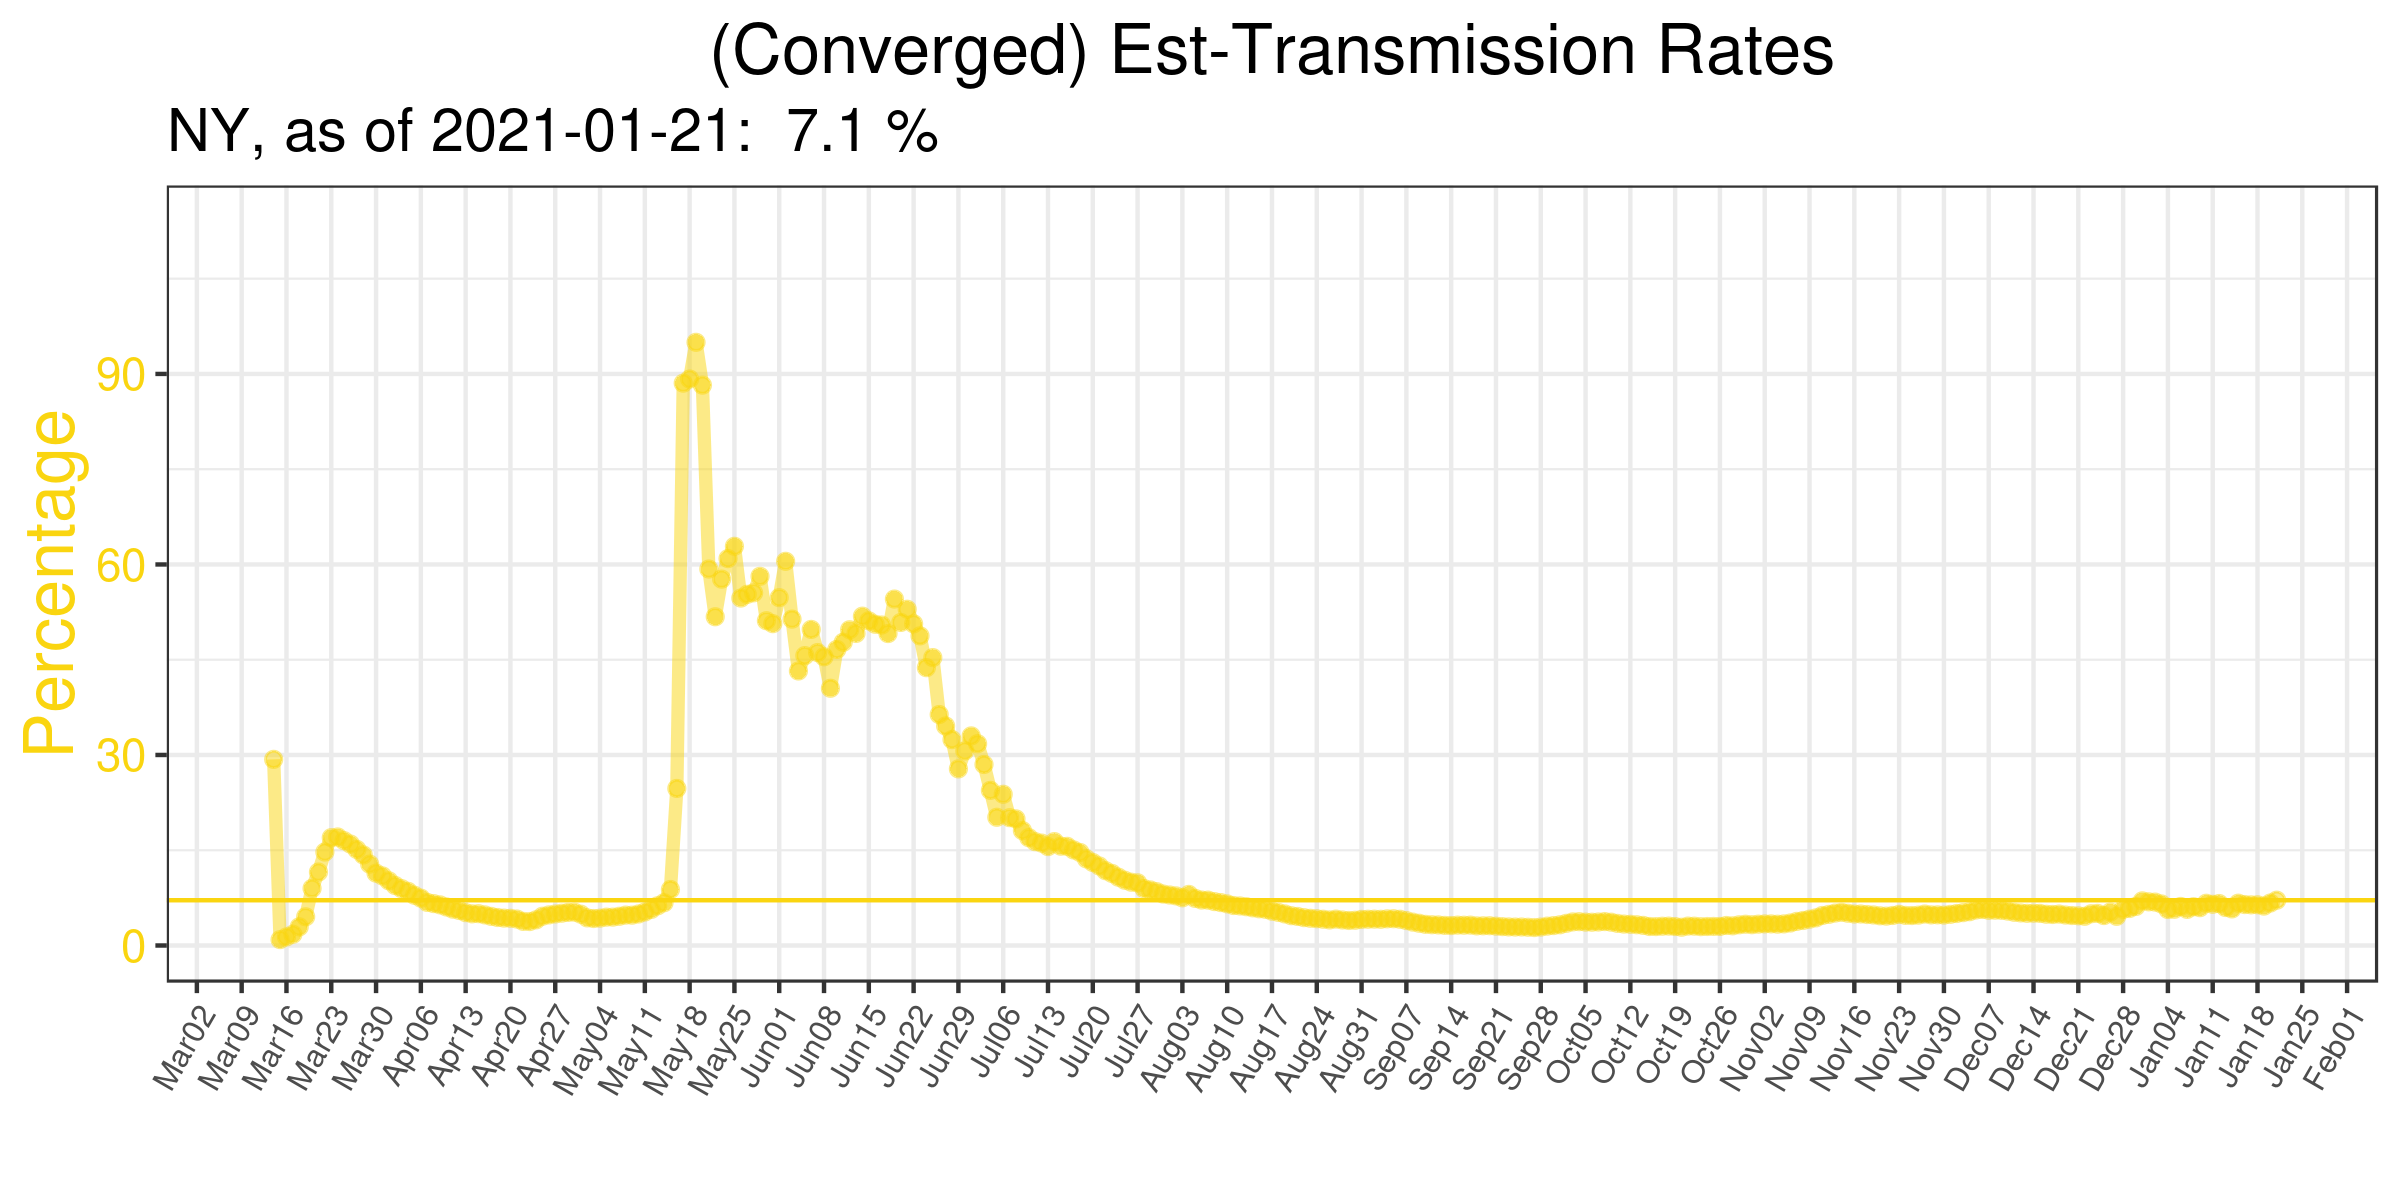 (Converged) Est-Transmission Rates
NY, as of 2021-01-21:  7.1 %
Percentage
90
60
30
0
Mar02
Mar09
Mar16
Mar23
Mar30
Apr06
Apr13
Apr20
Apr27
May04
May11
May18
May25
Jun01
Jun08
Jun15
Jun22
Jun29
Jul06
Jul13
Jul20
Jul27
Aug03
Aug10
Aug17
Aug24
Aug31
Sep07
Sep14
Sep21
Sep28
Oct05
Oct12
Oct19
Oct26
Nov02
Nov09
Nov16
Nov23
Nov30
Dec07
Dec14
Dec21
Dec28
Jan04
Jan11
Jan18
Jan25
Feb01